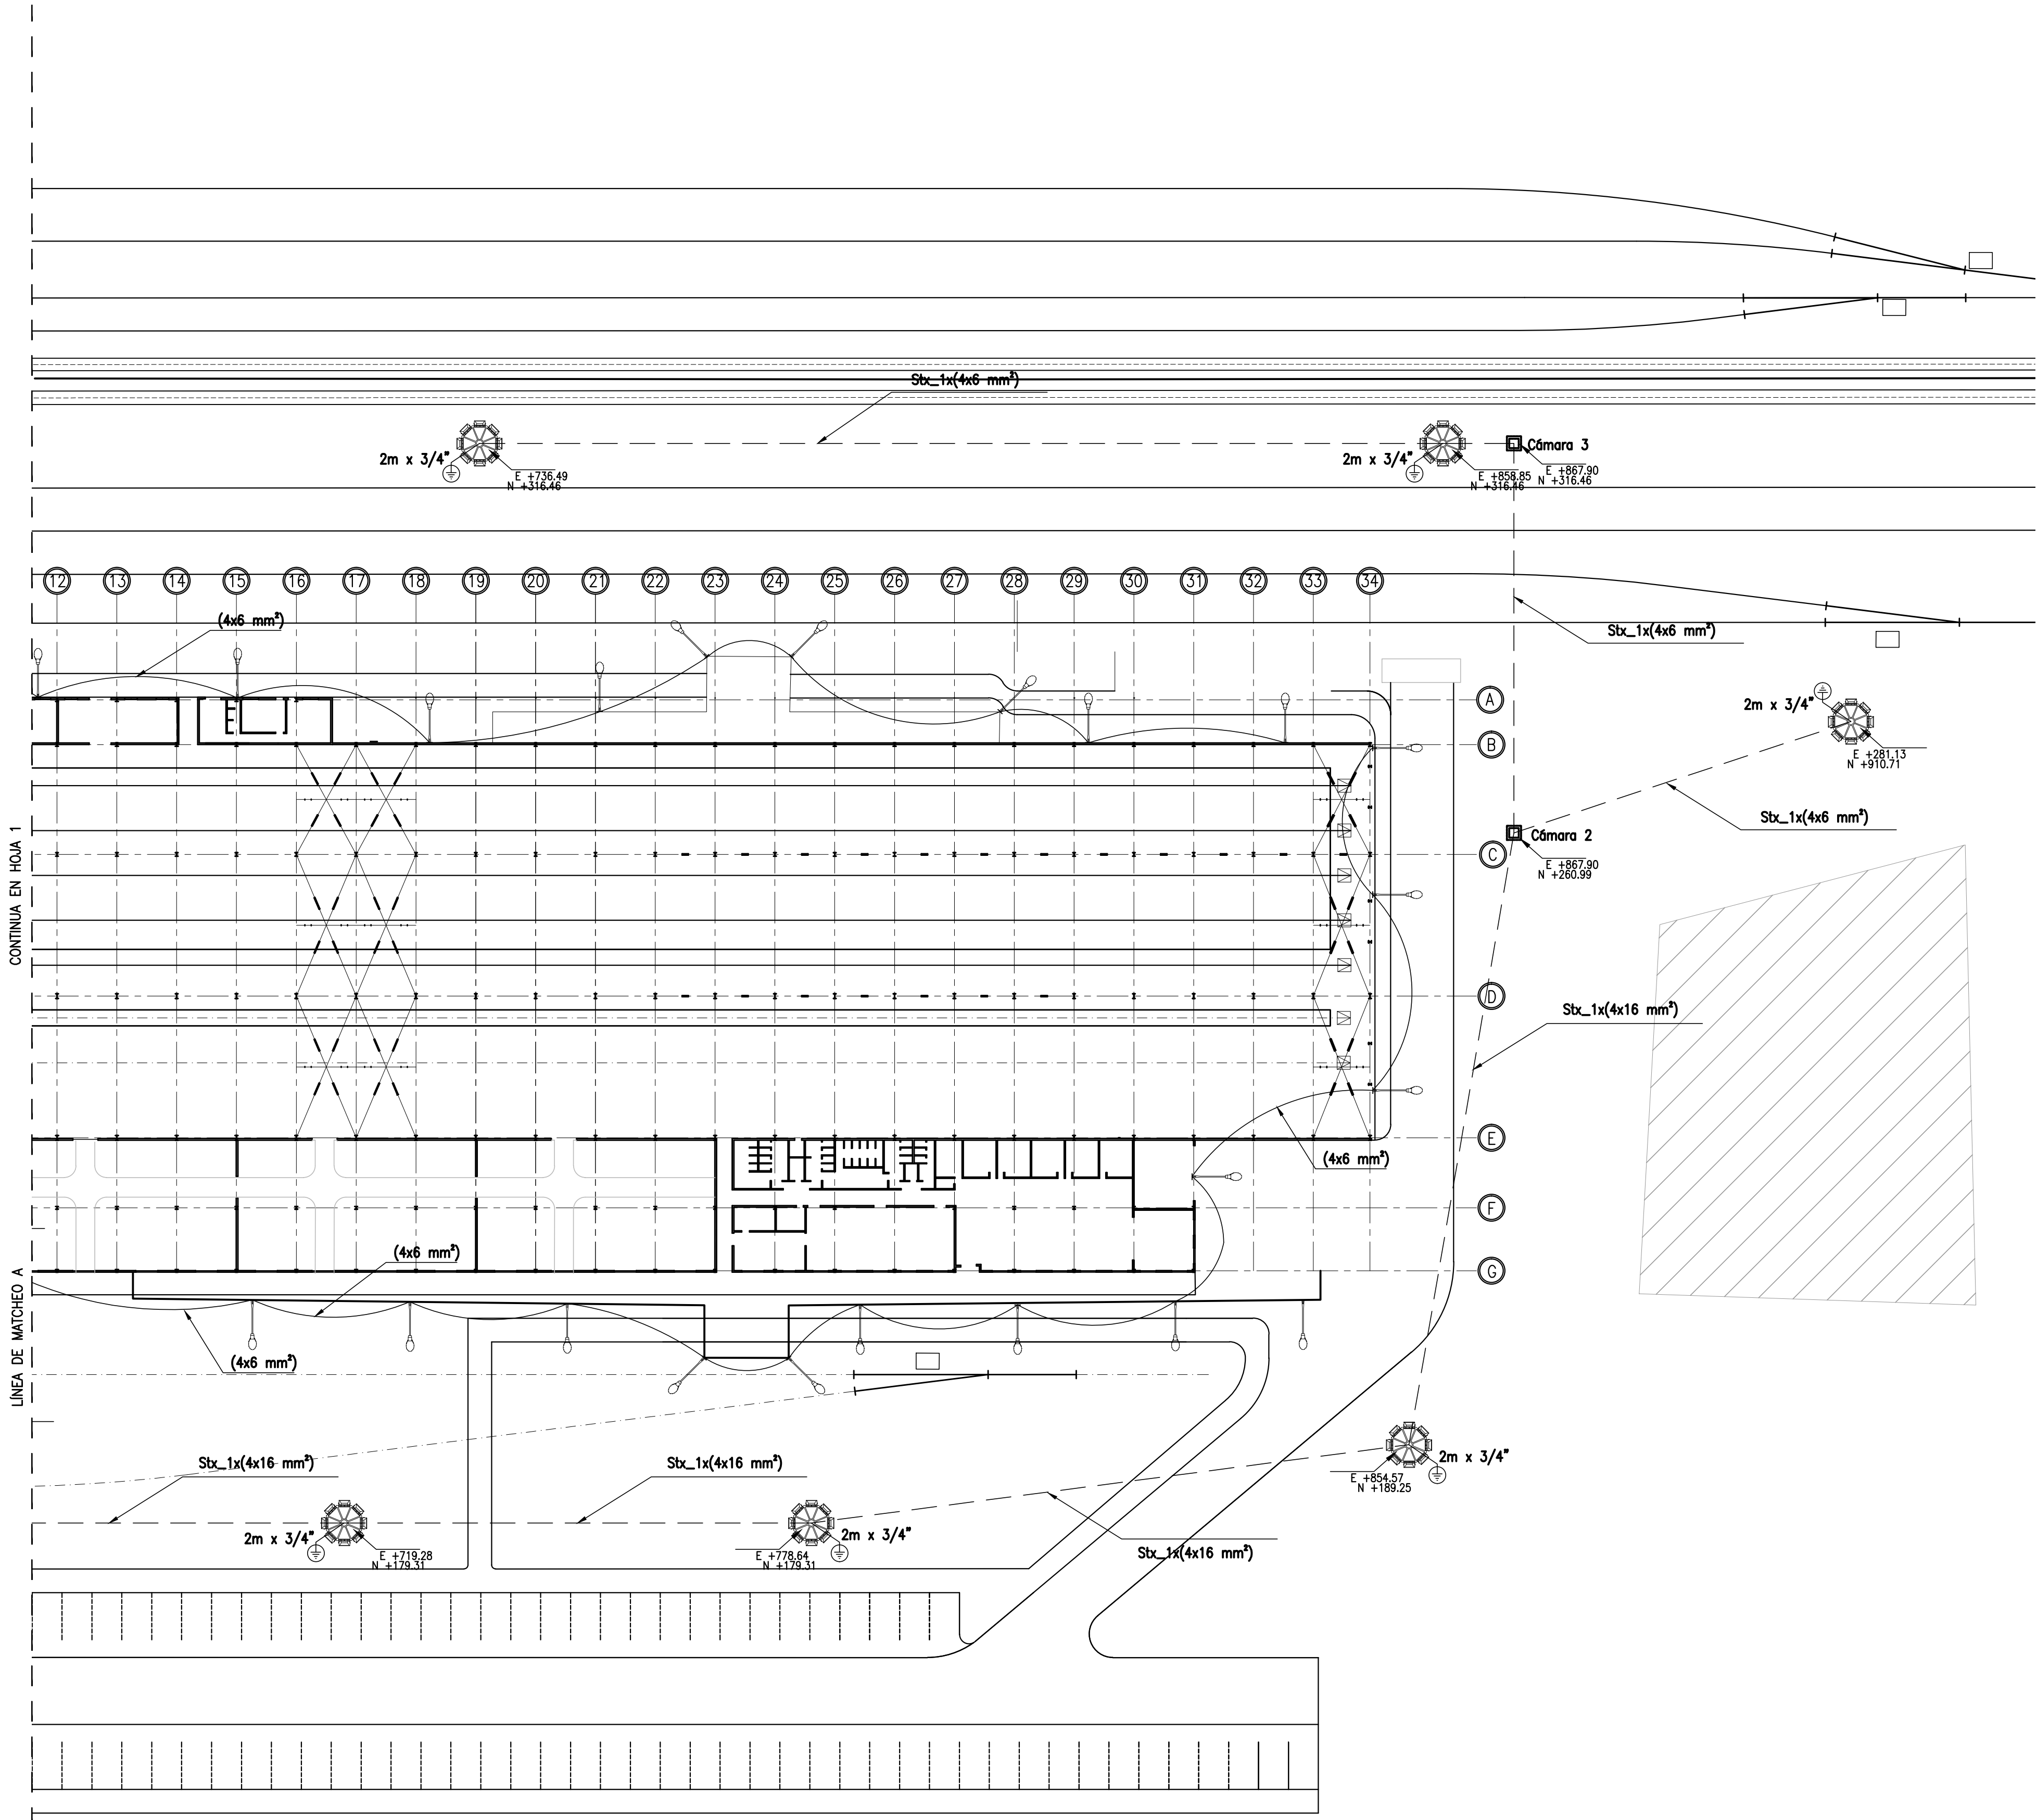 Stx_1x(4x6 mm²)
2m x 3/4"
E +736.49
N +316.46
2m x 3/4"
E +858.85
N +316.46
Cámara 3
E +867.90
N +316.46
12 13 14 15 16 17 18 19 20 21 22 23 24 25 26 27 28 29 30 31 32 33 34
(4x6 mm²)
Stx_1x(4x6 mm²)
A
2m x 3/4"
B
E +281.13
N +910.71
Stx_1x(4x6 mm²)
Cámara 2
C
E +867.90
N +260.99
CONTINUA EN HOJA 1
D
Stx_1x(4x16 mm²)
E
(4x6 mm²)
F
(4x6 mm²)
G
LÍNEA DE MATCHEO A
(4x6 mm²)
Stx_1x(4x16 mm²)
Stx_1x(4x16 mm²)
2m x 3/4"
E +854.57
N +189.25
2m x 3/4"
E +719.28
N +179.31
2m x 3/4"
E +778.64
N +179.31
Stx_1x(4x16 mm²)